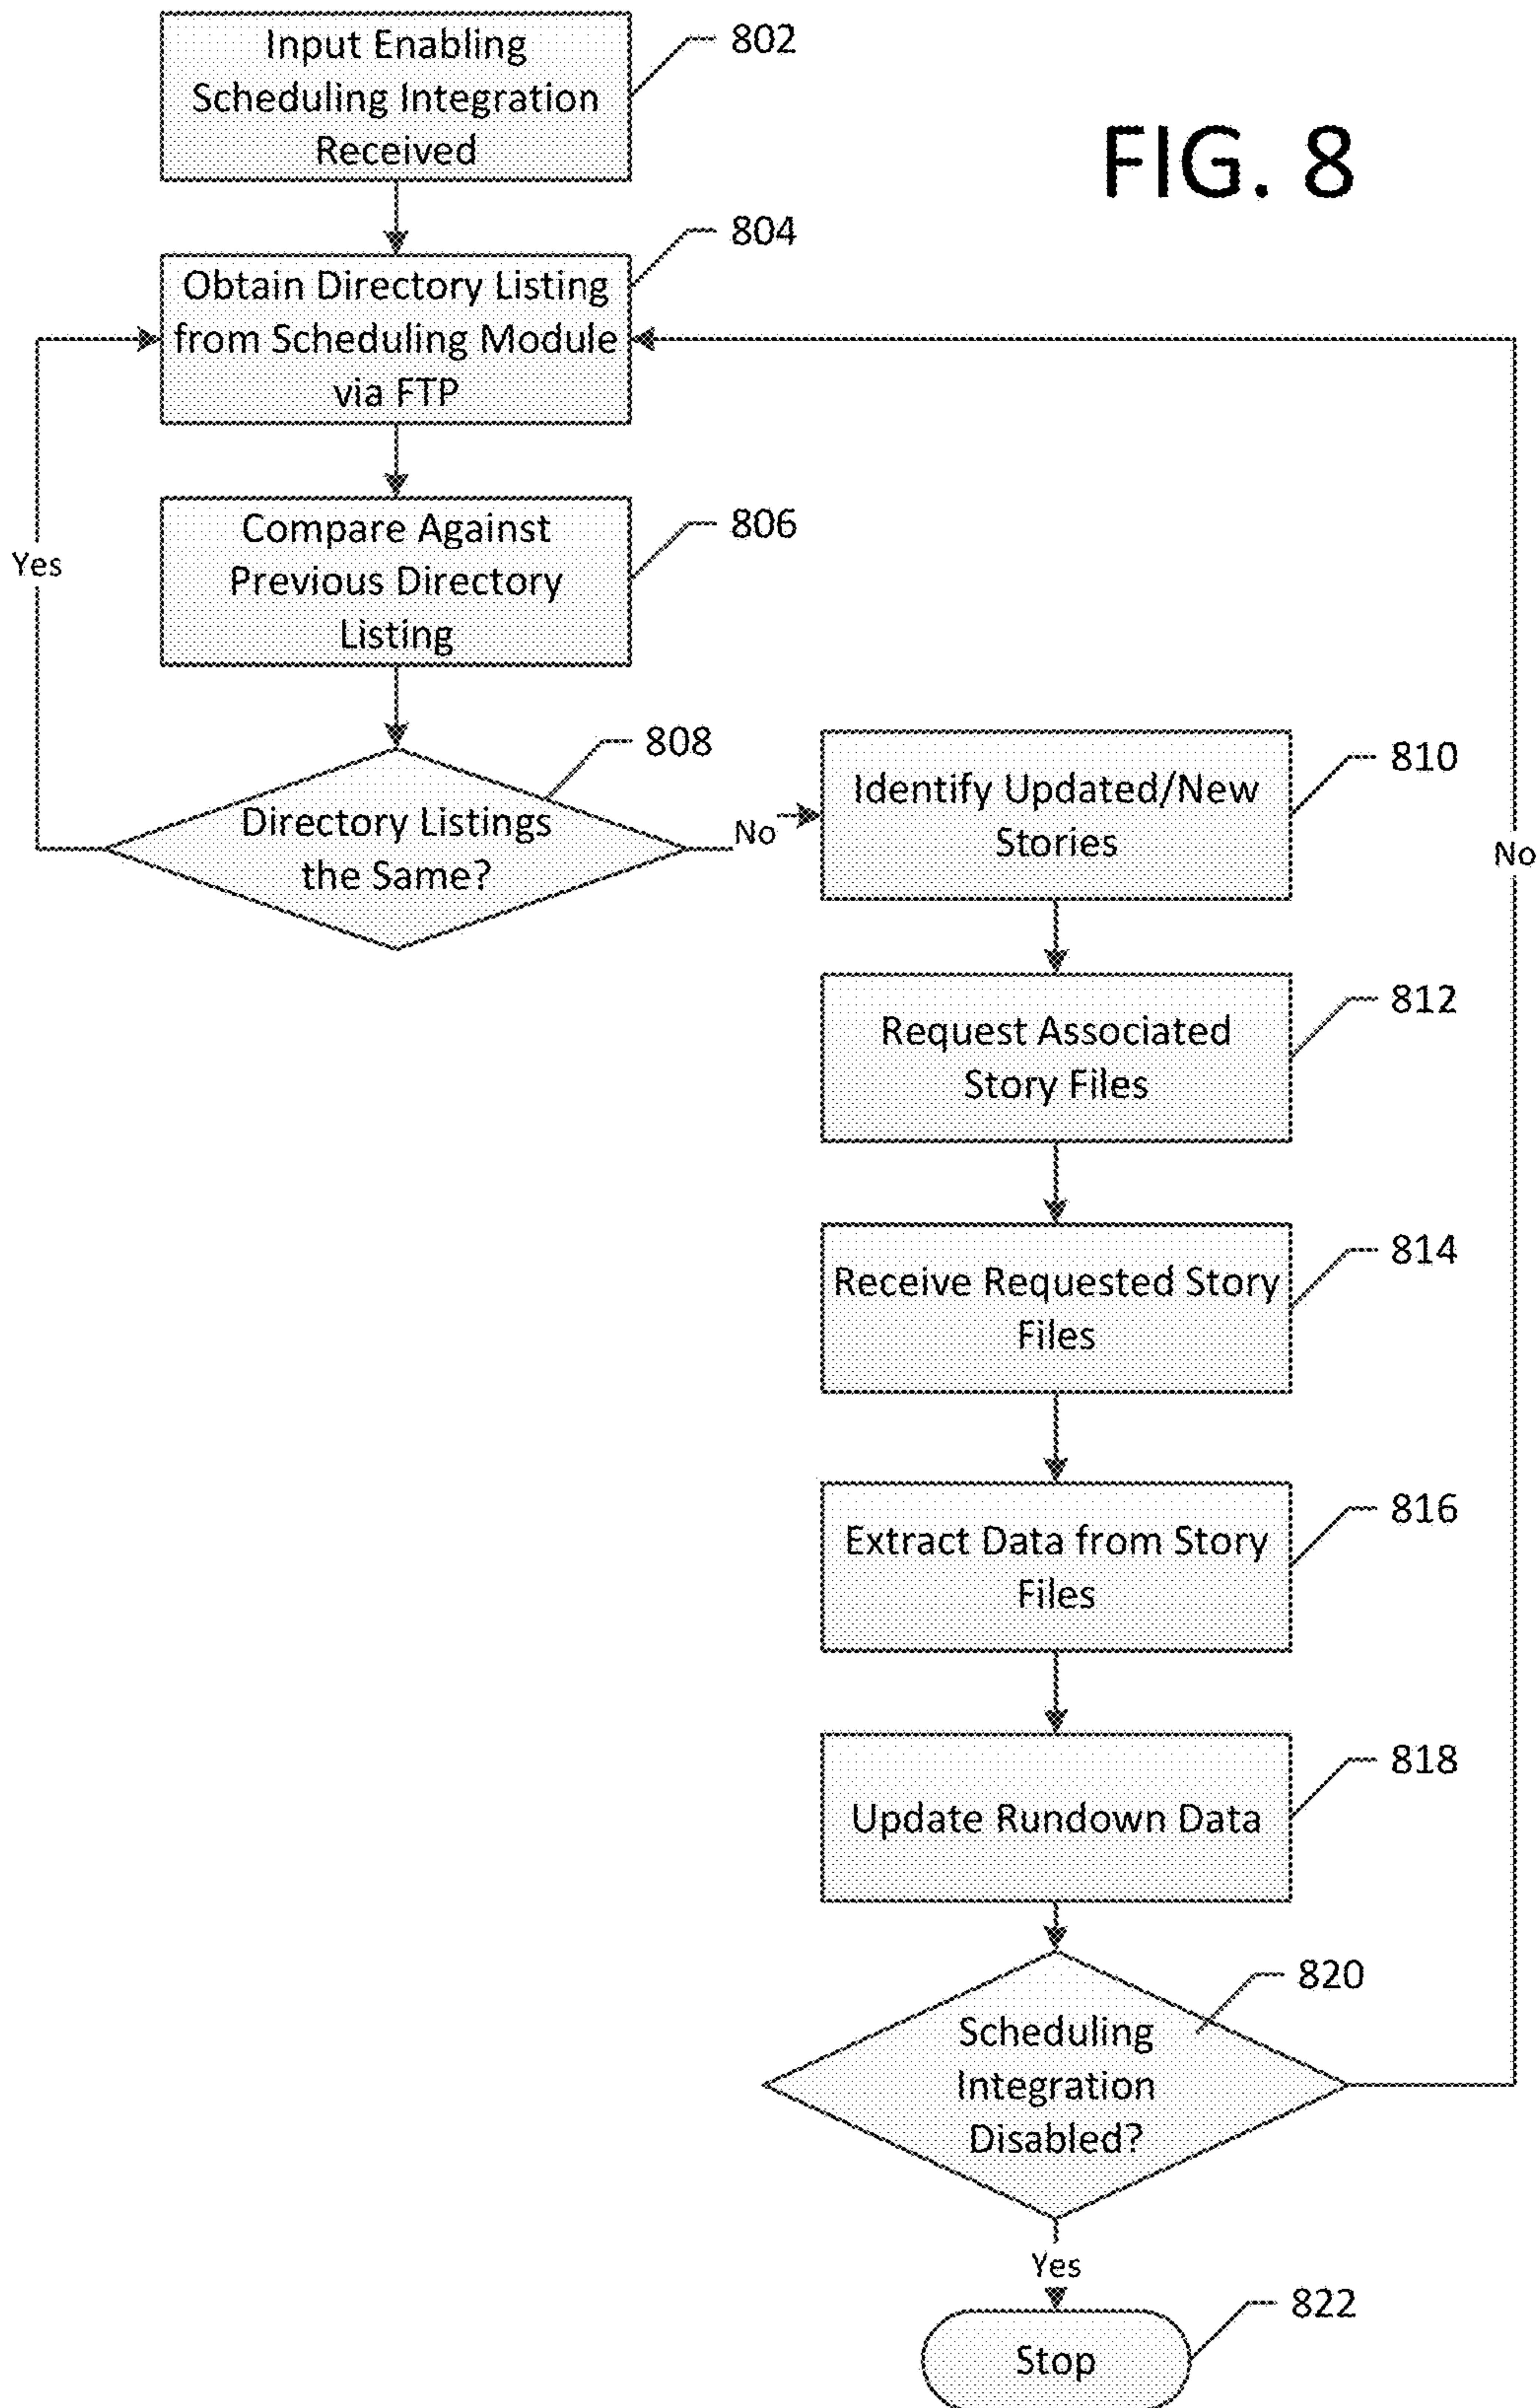 FIG. 8
Input Enabling
Scheduling Integration
Received
802
Obtain Directory Listing
from Scheduling Module
via FTP
804
Compare Against
Previous Directory
Listing
806
Yes
Directory Listings
the Same?
808
No
Identify Updated/New
Stories
810
Request Associated
Story Files
812
Receive Requested Story
Files
814
Extract Data from Story
Files
816
Update Rundown Data
818
Scheduling
Integration
Disabled?
820
No
Yes
Stop
822